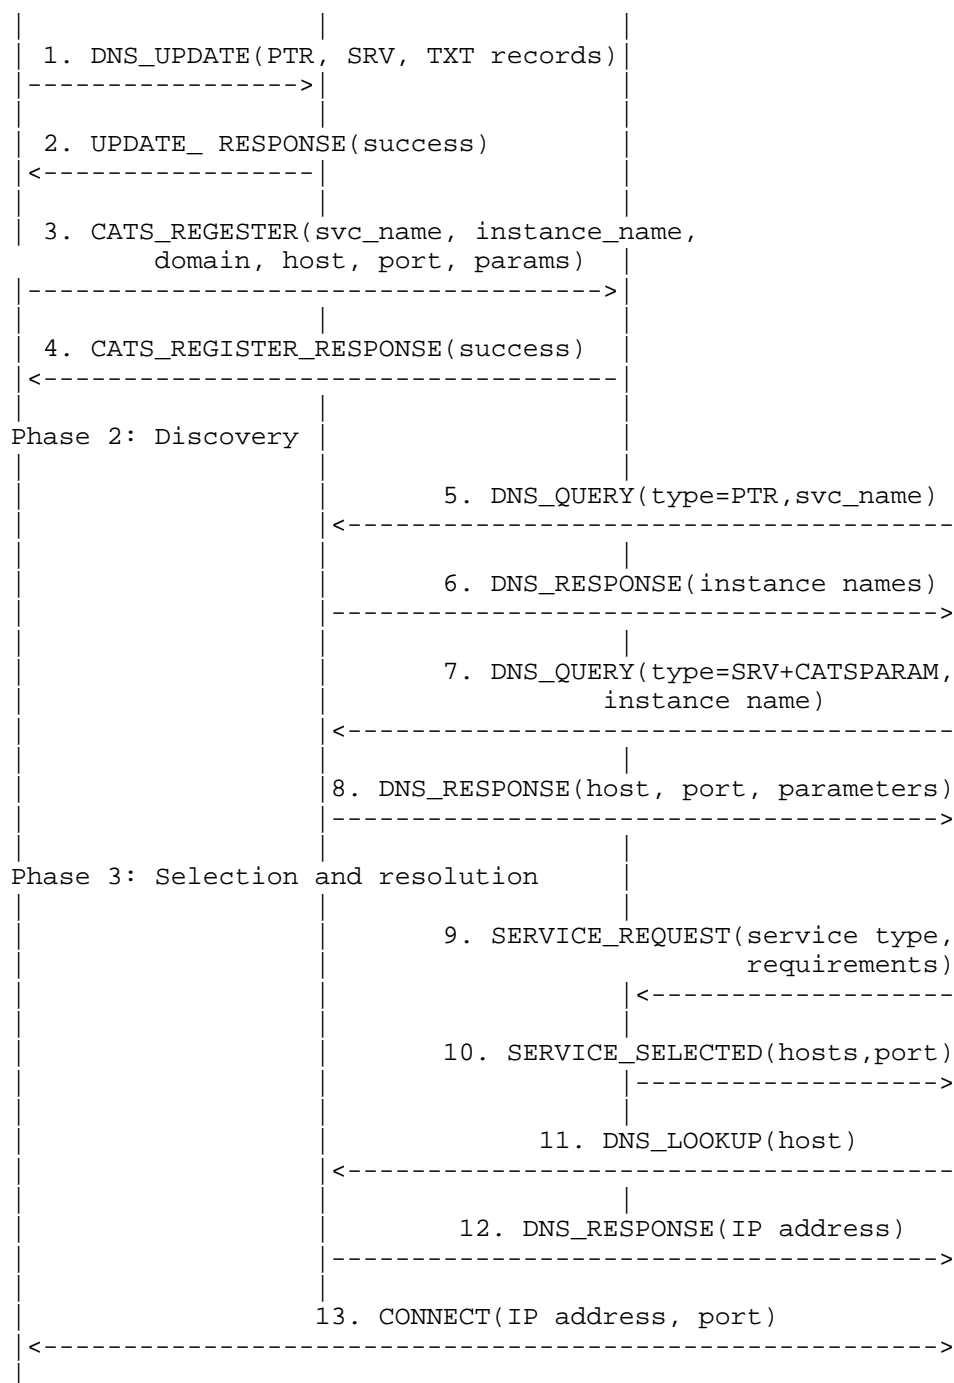 1. DNS_UPDATE(PTR, SRV, TXT records)
2. UPDATE_ RESPONSE(success)
3. CATS_REGESTER(svc_name, instance_name,
domain, host, port, params)
4. CATS_REGISTER_RESPONSE(success)
Phase 2: Discovery
5. DNS_QUERY(type=PTR,svc_name)
6. DNS_RESPONSE(instance names)
7. DNS_QUERY(type=SRV+CATSPARAM,
instance name)
8. DNS_RESPONSE(host, port, parameters)
Phase 3: Selection and resolution
9. SERVICE_REQUEST(service type,
requirements)
10. SERVICE_SELECTED(hosts,port)
11. DNS_LOOKUP(host)
12. DNS_RESPONSE(IP address)
13. CONNECT(IP address, port)